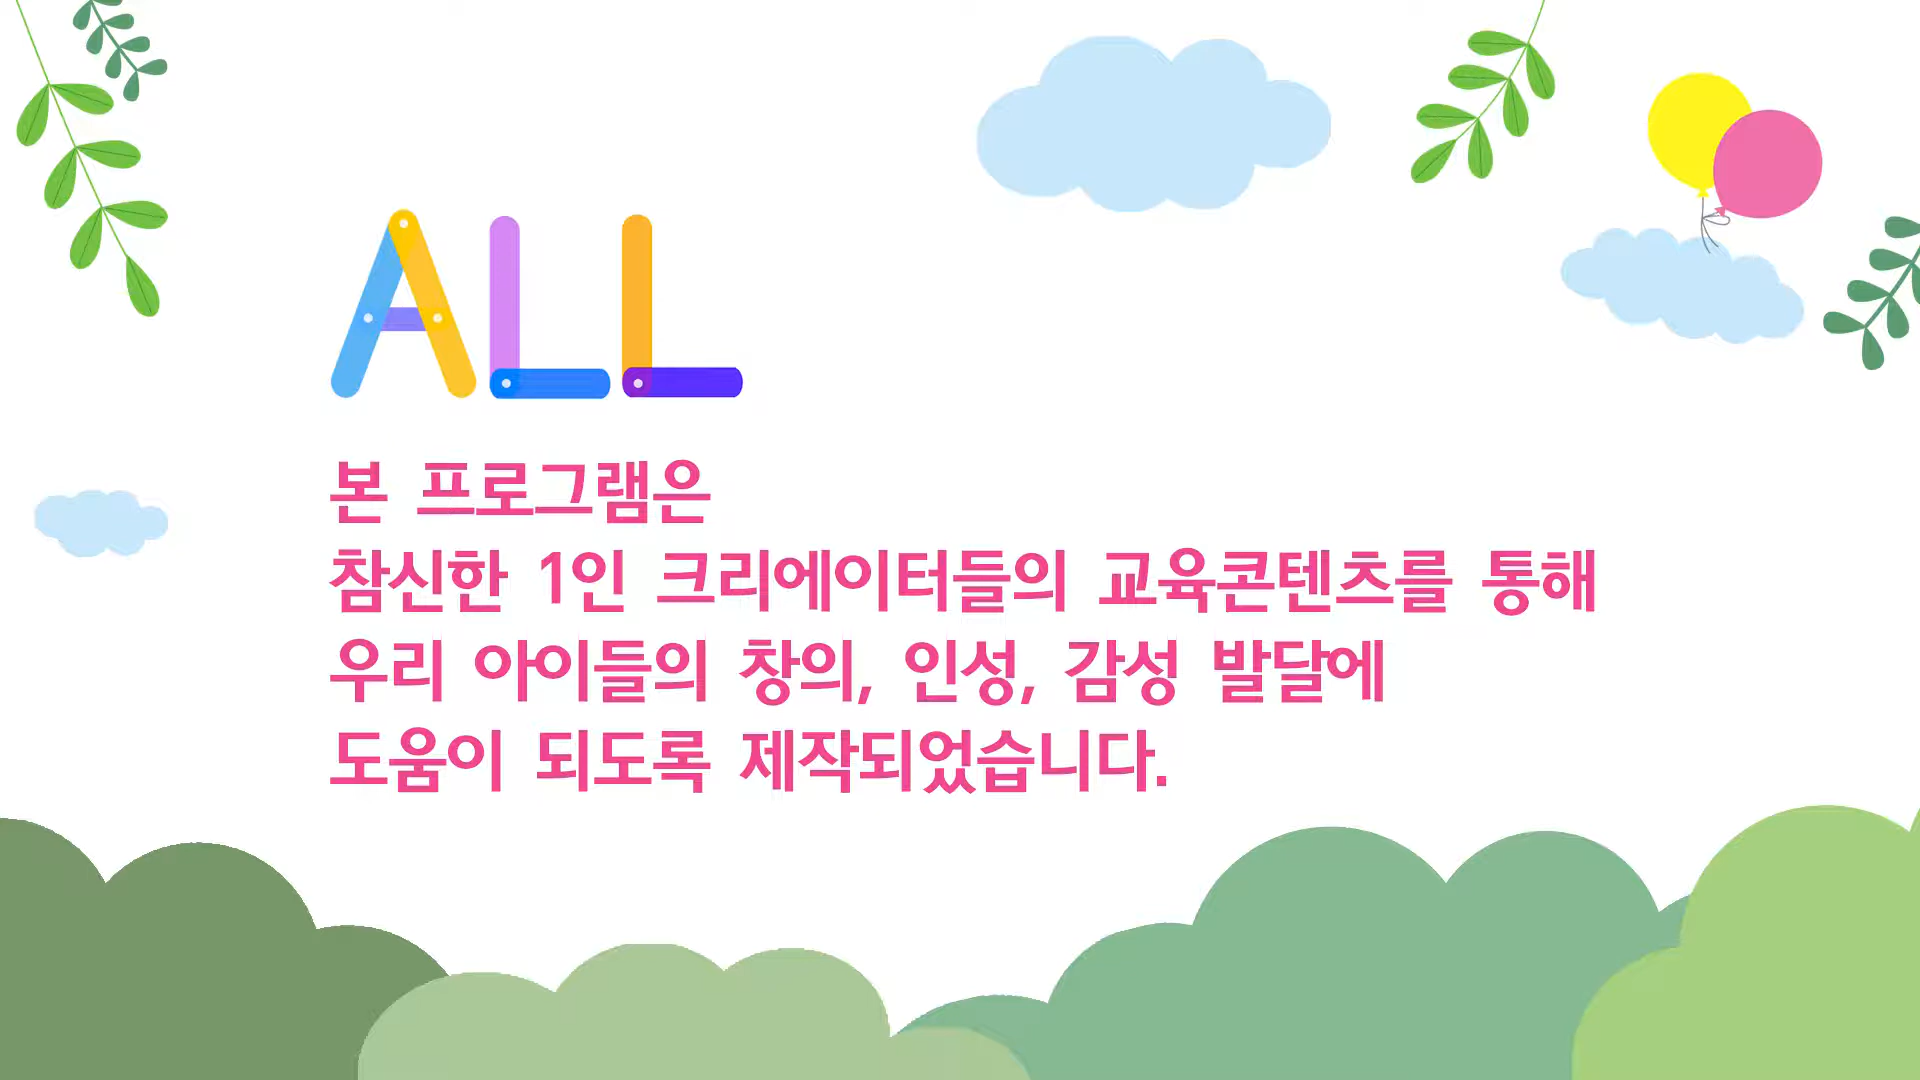 ALL
본 프로그램은
참신한 1인 크리에이터들의 교육콘텐츠를 통해
우리 아이들의 창의, 인성, 감성 발달에
도움이 되도록 제작되었습니다.